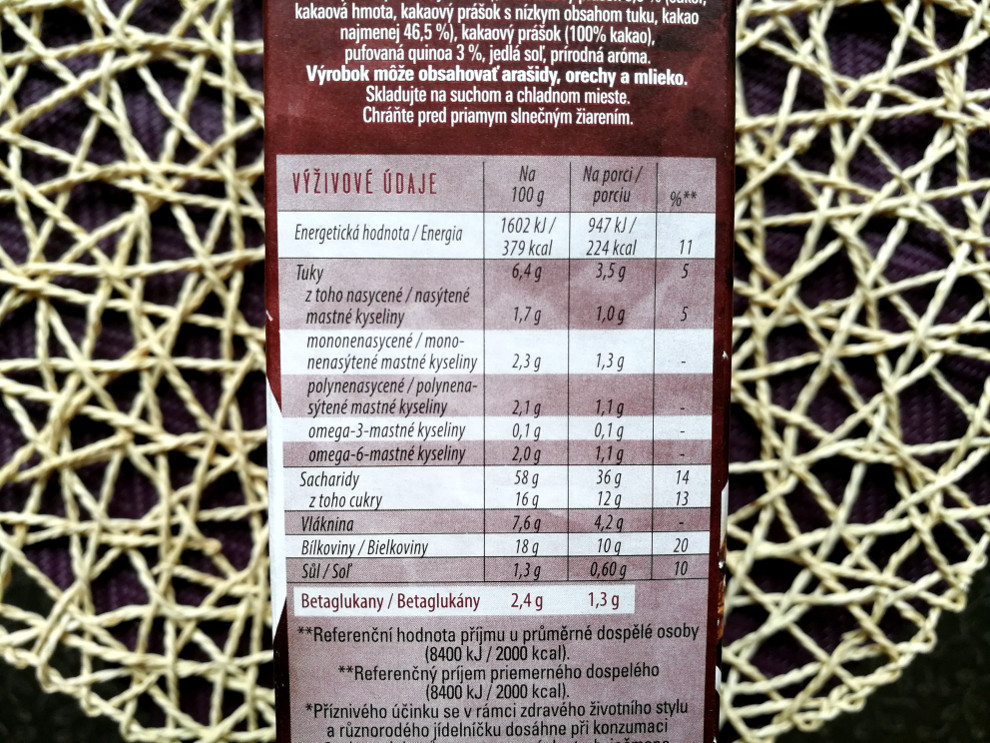 kakaová hmota, kakaový prášok s nízkym obsahom tuku, kakao
najmenej 46,5 %), kakaový prášok (100% kakao),
pufovaná quinoa 3 %, jedlá soľ, prírodná aróma.
Výrobok môže obsahovať arašidy, orechy a mlieko.
Skladujte na suchom a chladnom mieste.
Chráňte pred priamym slnečným žiarením.
VÝŽIVOVÉ ÚDAJE Na 100 g Na porci / porciu %**
Energetická hodnota / Energia 1602 kJ / 379 kcal 947 kJ / 224 kcal 11
Tuky 6,4 g 3,5 g 5
z toho nasycené / nasýtené
mastné kyseliny 1,7 g 1,0 g 5
mononenasycené / mono-
nenasýtené mastné kyseliny 2,3 g 1,3 g -
polynenasycené / polynena-
sýtené mastné kyseliny 2,1 g 1,1 g -
omega-3-mastné kyseliny 0,1 g 0,1 g -
omega-6-mastné kyseliny 2,0 g 1,1 g -
Sacharidy 58 g 36 g 14
z toho cukry 16 g 12 g 13
Vláknina 7,6 g 4,2 g -
Bílkoviny / Bielkoviny 18 g 10 g 20
Sůl / Soľ 1,3 g 0,60 g 10
Betaglukany / Betaglukány 2,4 g 1,3 g
**Referenční hodnota příjmu u průměrné dospělé osoby
(8400 kJ / 2000 kcal).
**Referenčný príjem priemerného dospelého
(8400 kJ / 2000 kcal).
*Příznivého účinku se v rámci zdravého životního stylu
a různorodého jídelníčku dosáhne při konzumaci